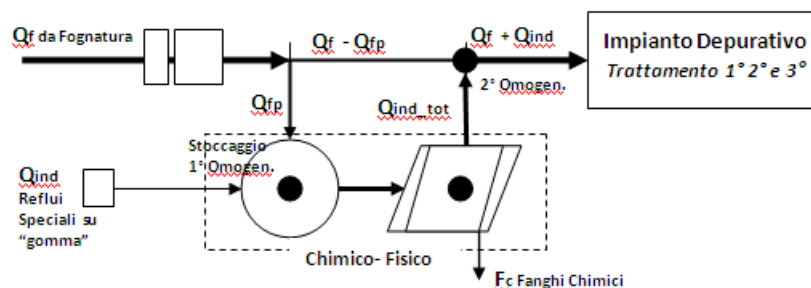 Qf da Fognatura
Qf - Qfp
Qf + Qind
Impianto Depurativo
Trattamento 1° 2° e 3°
Qfp
Qind_tot
2° Omogen.
Stoccaggio
1° Omogen.
Qind
Reflui
Speciali su
“gomma”
Chimico- Fisico
Fc Fanghi Chimici